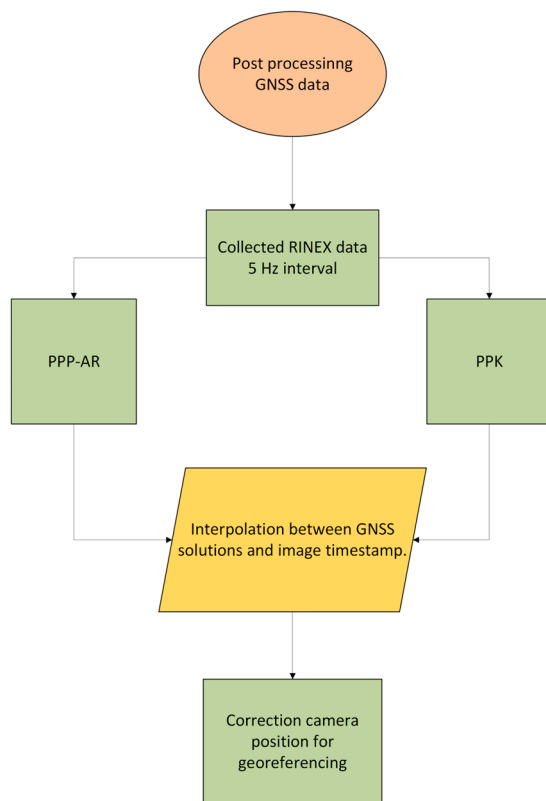 Post processinng
GNSS data
Collected RINEX data
5 Hz interval
PPP-AR
PPK
Interpolation between GNSS
solutions and image timestamp.
Correction camera
position for
georeferencing